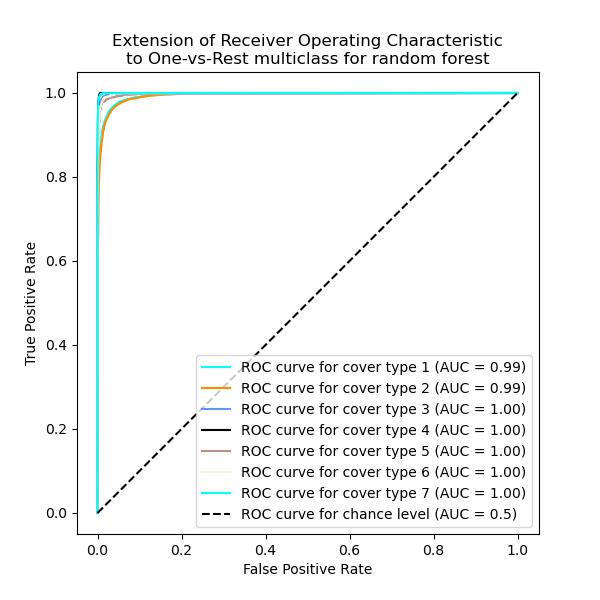 Extension of Receiver Operating Characteristic
to One-vs-Rest multiclass for random forest
True Positive Rate
1.0
0.8
0.6
0.4
0.2
0.0
ROC curve for cover type 1 (AUC = 0.99)
ROC curve for cover type 2 (AUC = 0.99)
ROC curve for cover type 3 (AUC = 1.00)
ROC curve for cover type 4 (AUC = 1.00)
ROC curve for cover type 5 (AUC = 1.00)
ROC curve for cover type 6 (AUC = 1.00)
ROC curve for cover type 7 (AUC = 1.00)
ROC curve for chance level (AUC = 0.5)
0.0 0.2 0.4 0.6 0.8 1.0
False Positive Rate